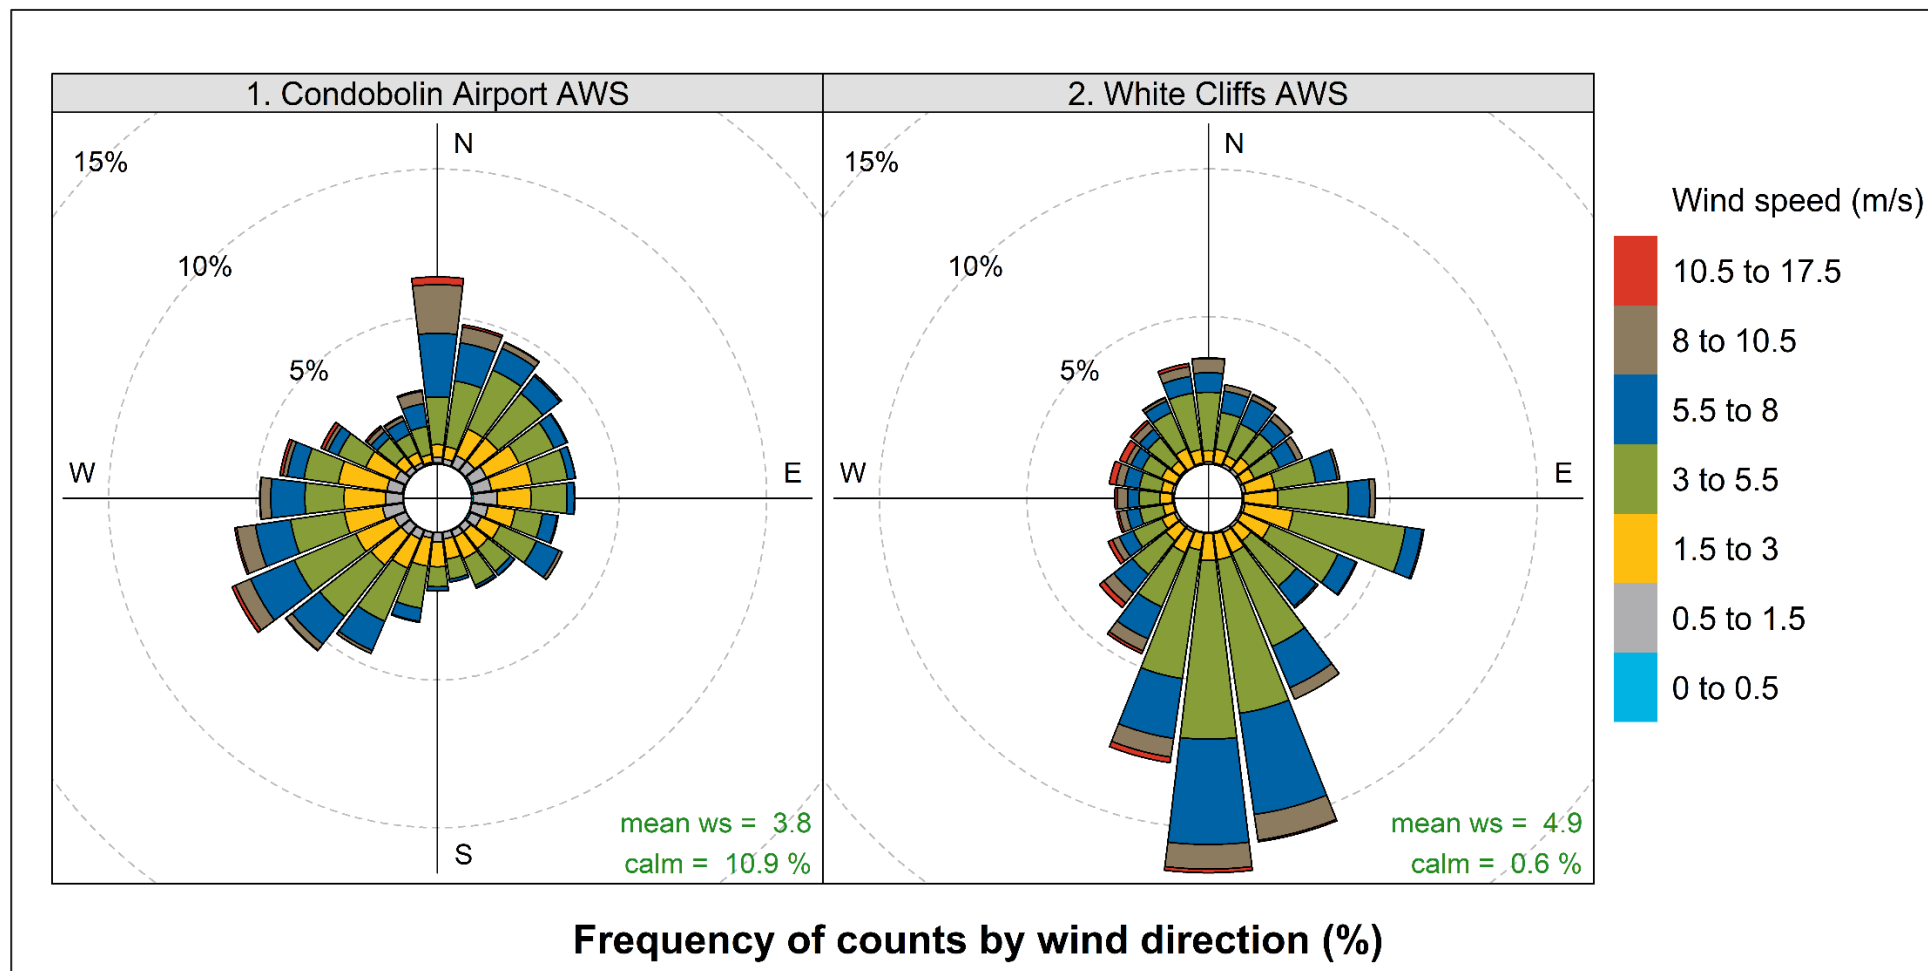 1. Condobolin Airport AWS
2. White Cliffs AWS
N
15%
10%
5%
W
E
S
mean ws = 3.8
calm = 10.9 %
N
15%
10%
5%
W
E
mean ws = 4.9
calm = 0.6 %
Wind speed (m/s)
10.5 to 17.5
8 to 10.5
5.5 to 8
3 to 5.5
1.5 to 3
0.5 to 1.5
0 to 0.5
Frequency of counts by wind direction (%)